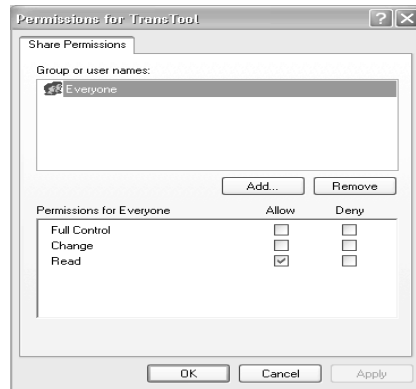 Permissions for TransTool
Share Permissions
Group or user names:
Everyone
Add... Remove
Permissions for Everyone Allow Deny
Full Control
Change
Read
OK Cancel Apply